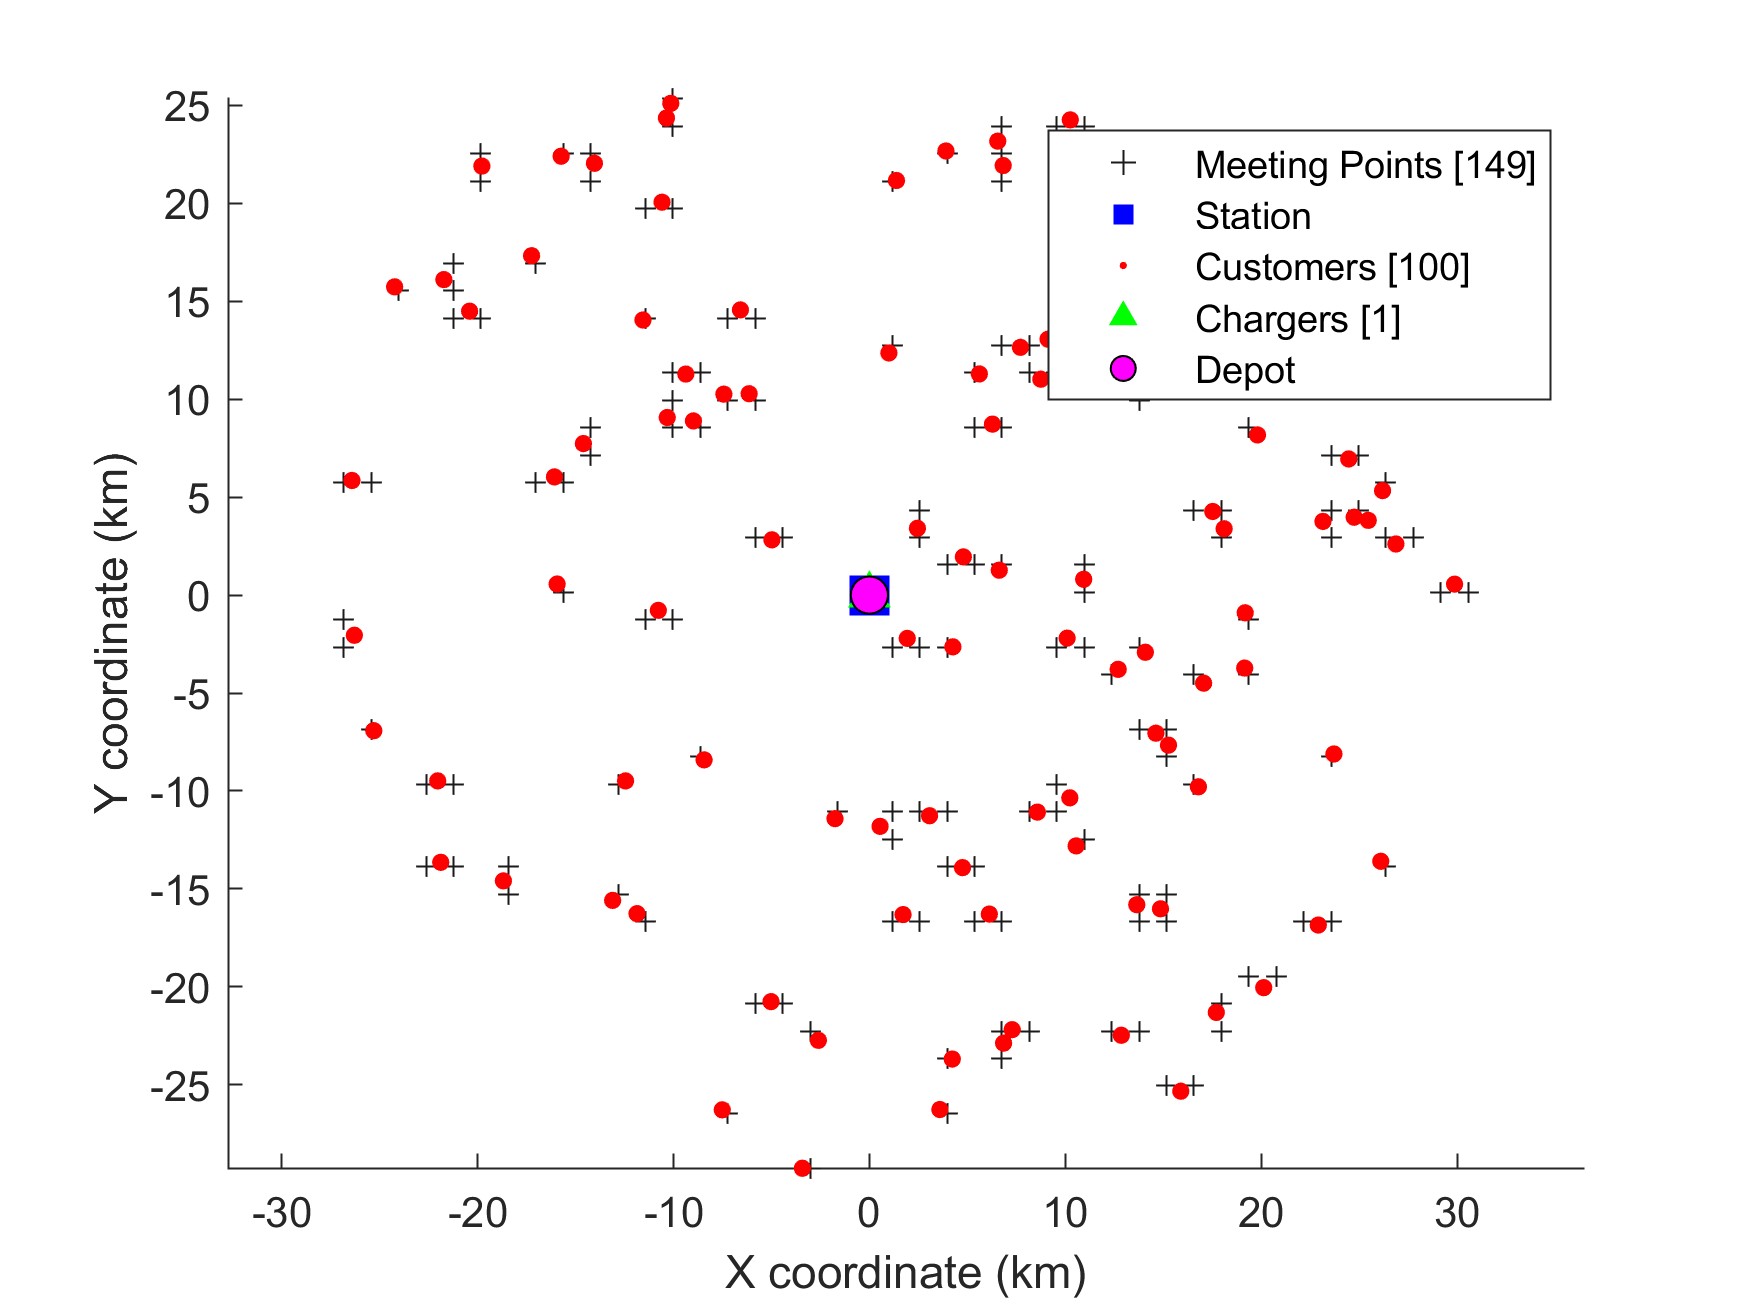 25
20
15
10
5
0
-5
-10
-15
-20
-25
Y coordinate (km)
Meeting Points [149]
Station
Customers [100]
Chargers [1]
Depot
-30 -20 -10 0 10 20 30
X coordinate (km)